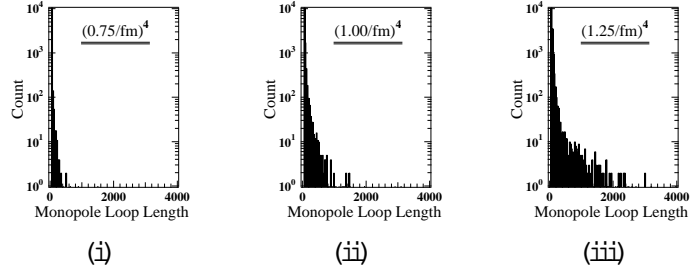 (0.75/fm)⁴
Count
10⁴
10³
10²
10¹
10⁰
0 2000 4000
Monopole Loop Length
(i)
(1.00/fm)⁴
Count
10⁴
10³
10²
10¹
10⁰
0 2000 4000
Monopole Loop Length
(ii)
(1.25/fm)⁴
Count
10⁴
10³
10²
10¹
10⁰
0 2000 4000
Monopole Loop Length
(iii)